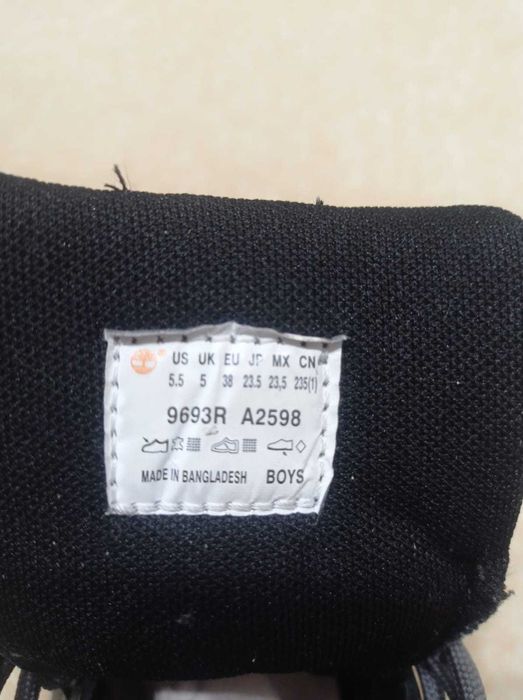 US UK EU JP MX CN
5.5 5 38 23.5 23,5 235(1)
9693R A2598
MADE IN BANGLADESH BOYS